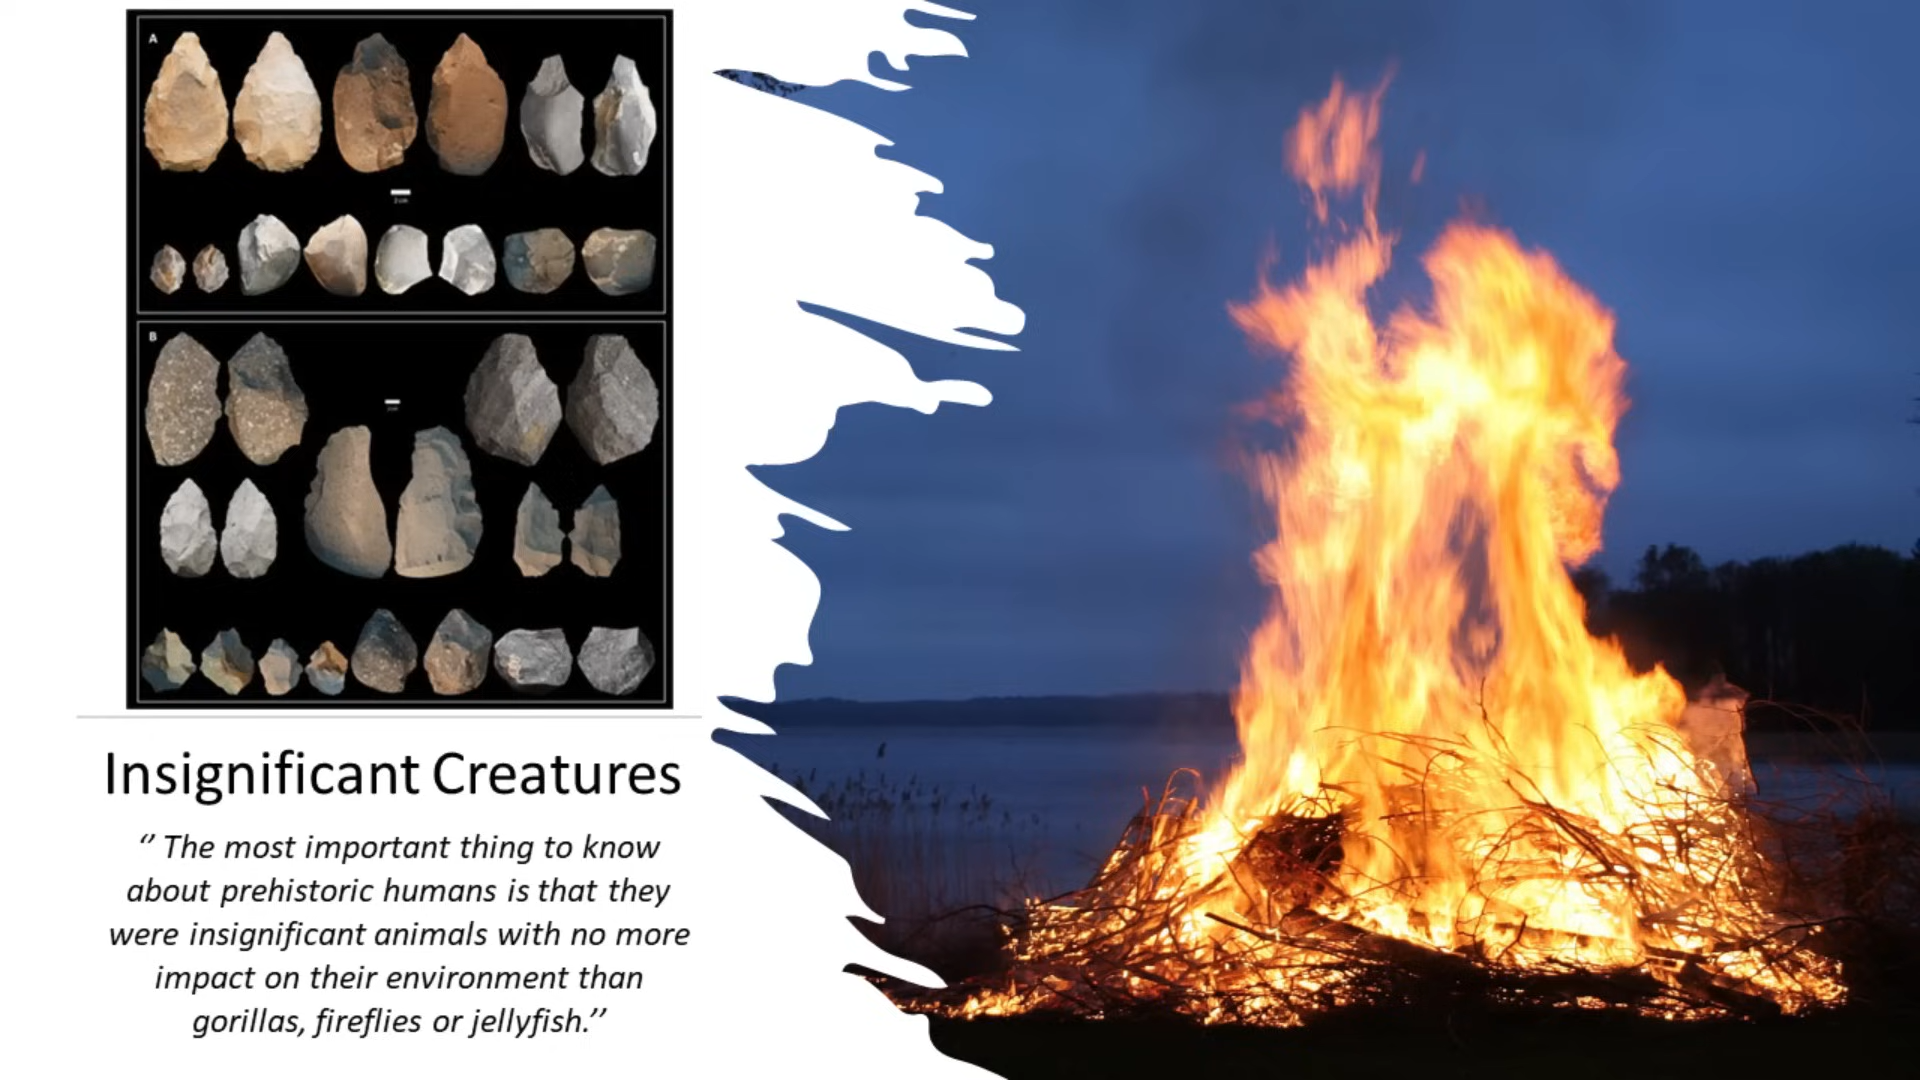 A
B
Insignificant Creatures
‘’ The most important thing to know
about prehistoric humans is that they
were insignificant animals with no more
impact on their environment than
gorillas, fireflies or jellyfish.’’